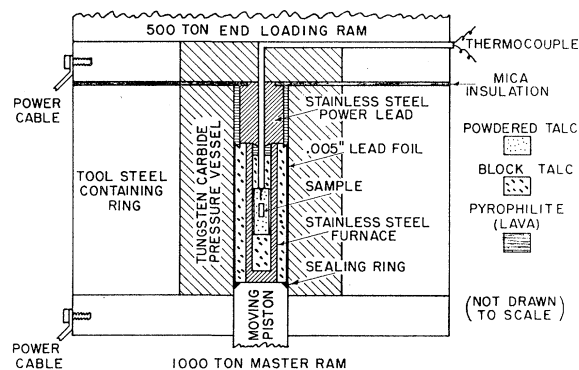 500 TON END LOADING RAM
THERMOCOUPLE
POWER
CABLE
MICA
INSULATION
STAINLESS STEEL
POWER LEAD
TUNGSTEN CARBIDE
PRESSURE VESSEL
.005" LEAD FOIL
POWDERED TALC
TOOL STEEL
CONTAINING
RING
SAMPLE
BLOCK TALC
STAINLESS STEEL
FURNACE
PYROPHILITE
(LAVA)
SEALING RING
MOVING
PISTON
(NOT DRAWN
TO SCALE)
POWER
CABLE
1000 TON MASTER RAM